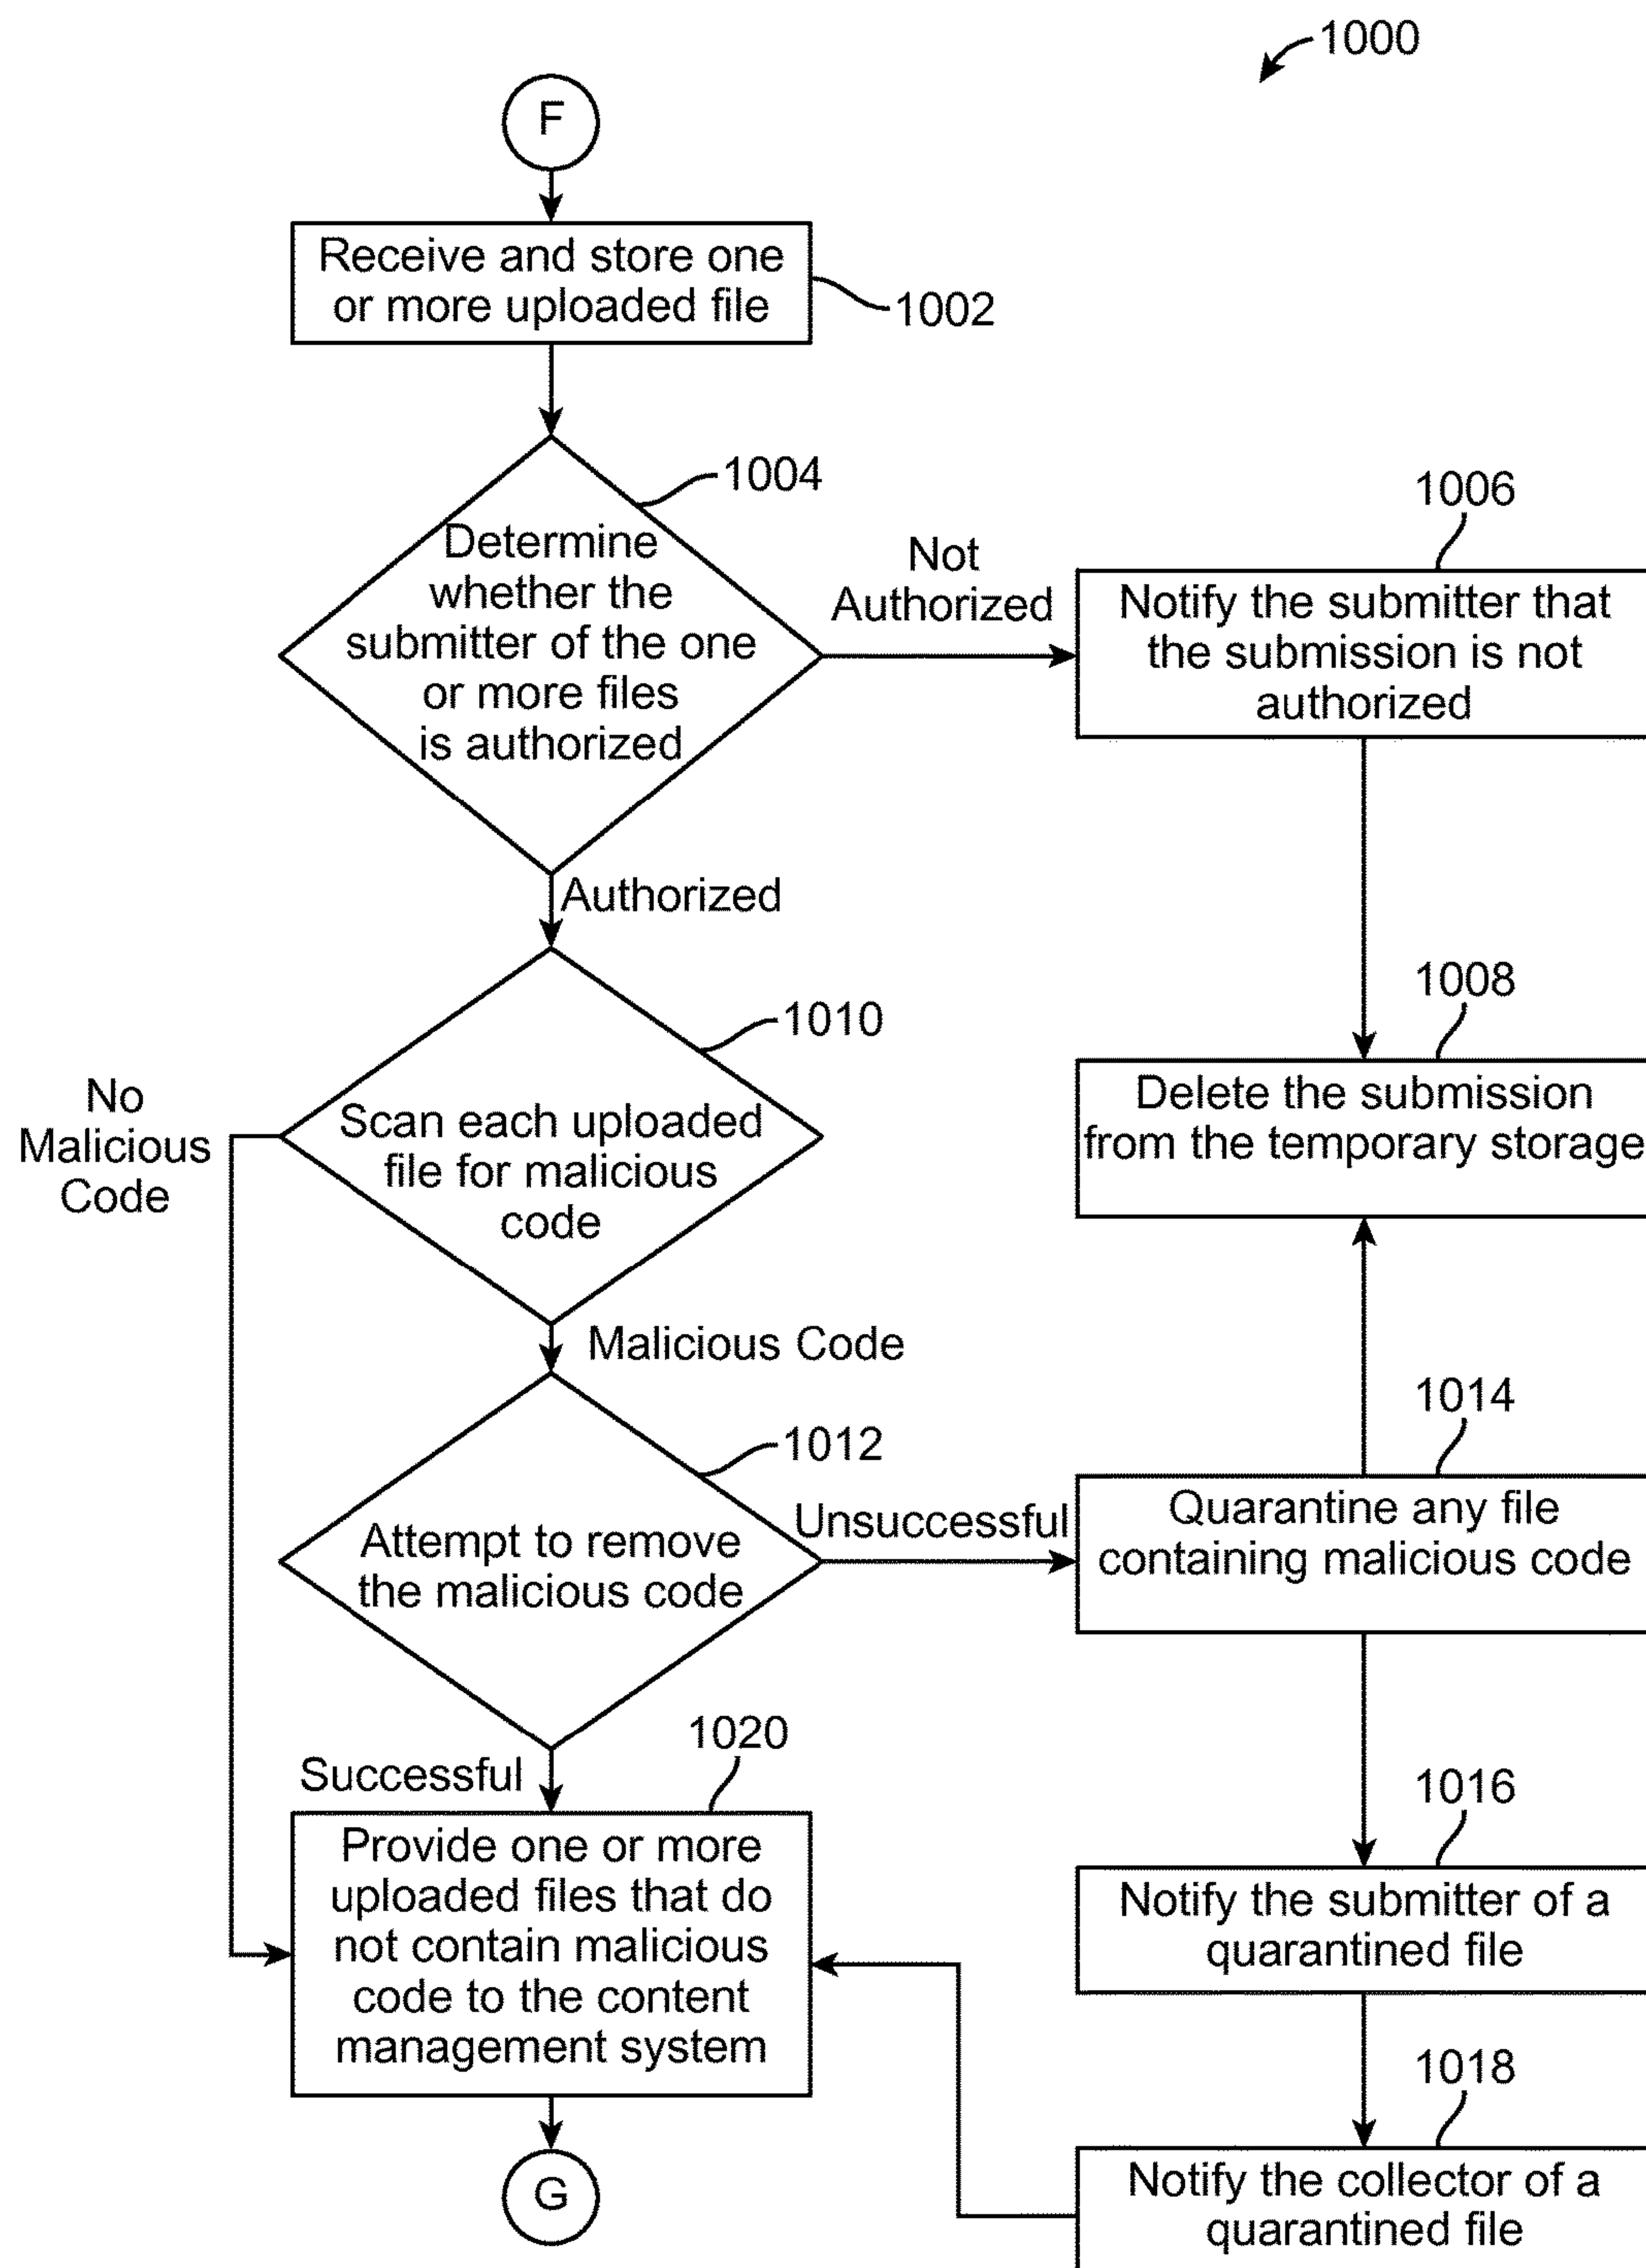 1000
F
Receive and store one
or more uploaded file
1002
1004
Determine
whether the
submitter of the one
or more files
is authorized
Not
Authorized
1006
Notify the submitter that
the submission is not
authorized
Authorized
1008
Delete the submission
from the temporary storage
1010
Scan each uploaded
file for malicious
code
No
Malicious
Code
Malicious Code
1012
Attempt to remove
the malicious code
Unsuccessful
1014
Quarantine any file
containing malicious code
Successful
1020
Provide one or more
uploaded files that do
not contain malicious
code to the content
management system
1016
Notify the submitter of a
quarantined file
1018
Notify the collector of a
quarantined file
G